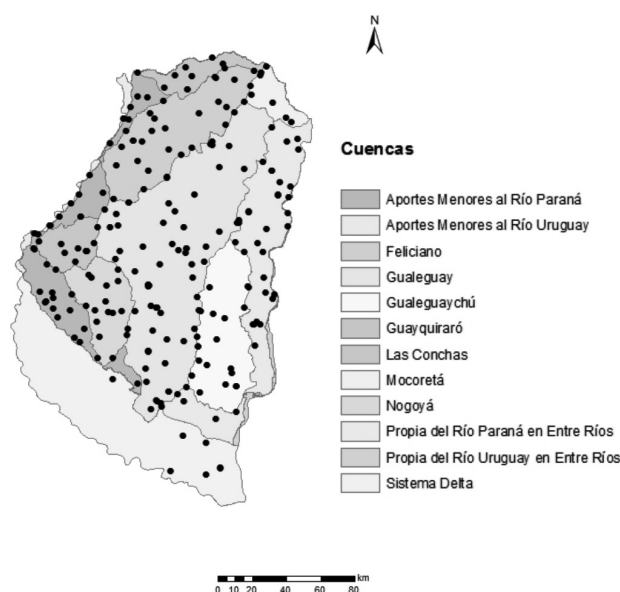 N
Cuencas
Aportes Menores al Río Paraná
Aportes Menores al Río Uruguay
Feliciano
Gualeguay
Gualeguaychú
Guayquiraró
Las Conchas
Mocoretá
Nogoyá
Propia del Río Paraná en Entre Ríos
Propia del Río Uruguay en Entre Ríos
Sistema Delta
km
0 10 20 40 60 80